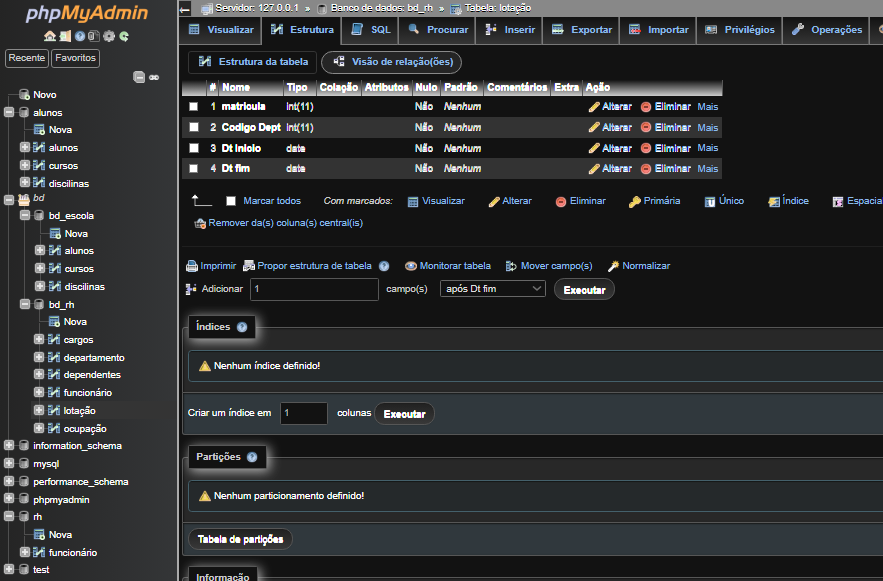 phpMyAdmin
Recente Favoritos
Novo
alunos
Nova
alunos
cursos
discilinas
bd
bd_escola
Nova
alunos
cursos
discilinas
bd_rh
Nova
cargos
departamento
dependentes
funcionário
lotação
ocupação
information_schema
mysql
performance_schema
phpmyadmin
rh
Nova
funcionário
test
Servidor: 127.0.0.1 » Banco de dados: bd_rh » Tabela: lotação
Visualizar Estrutura SQL Procurar Inserir Exportar Importar Privilégios Operações
Estrutura da tabela Visão de relação(ões)
# Nome Tipo Colação Atributos Nulo Padrão Comentários Extra Ação
1 matricula int(11) Não Nenhum Alterar Eliminar Mais
2 Codigo Dept int(11) Não Nenhum Alterar Eliminar Mais
3 Dt Inicio date Não Nenhum Alterar Eliminar Mais
4 Dt fim date Não Nenhum Alterar Eliminar Mais
Marcar todos Com marcados: Visualizar Alterar Eliminar Primária Único Índice Espacia
Remover da(s) coluna(s) central(is)
Imprimir Propor estrutura de tabela Monitorar tabela Mover campo(s) Normalizar
Adicionar 1 campo(s) após Dt fim Executar
Índices
Nenhum índice definido!
Criar um índice em 1 colunas Executar
Partições
Nenhum particionamento definido!
Tabela de partições
Informação